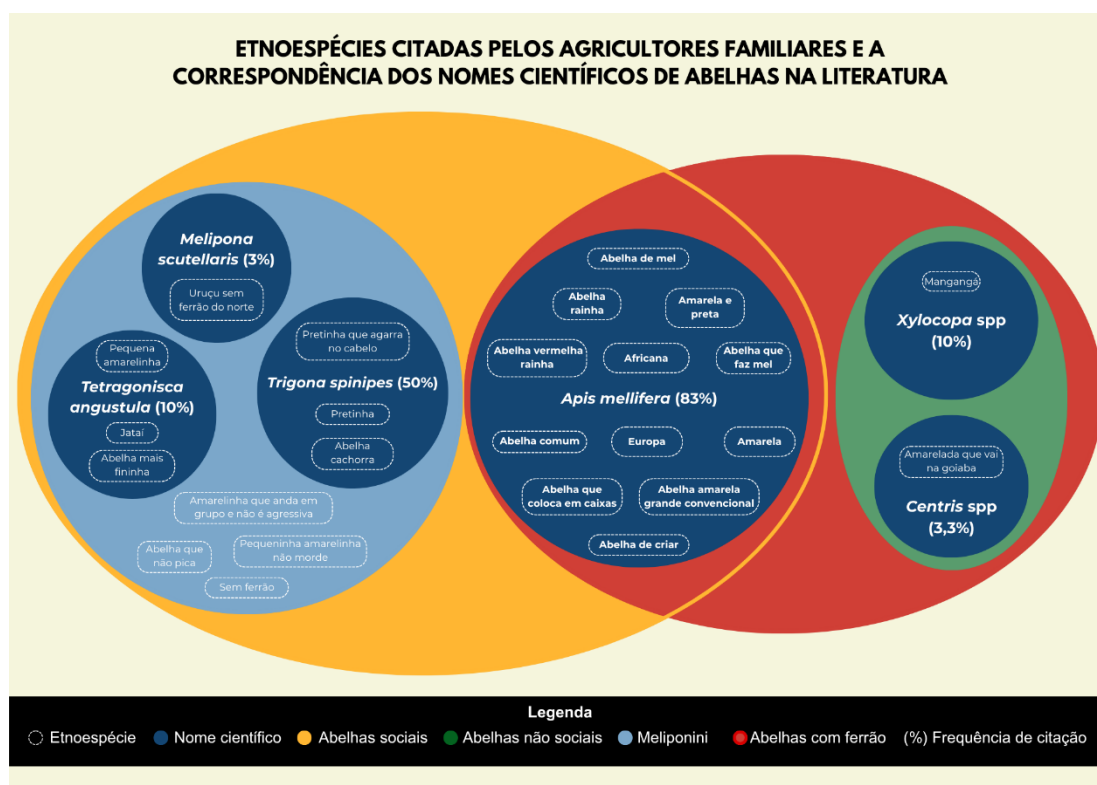 ETNOESPÉCIES CITADAS PELOS AGRICULTORES FAMILIARES E A
CORRESPONDÊNCIA DOS NOMES CIENTÍFICOS DE ABELHAS NA LITERATURA
Melipona
scutellaris (3%)
Uruçu sem
ferrão do norte
Pequena
amarelinha
Tetragonisca
angustula (10%)
Jataí
Abelha mais
fininha
Pretinha que agarra
no cabelo
Trigona spinipes (50%)
Pretinha
Abelha
cachorra
Amarelinha que anda em
grupo e não é agressiva
Abelha que
não pica
Pequeninha amarelinha
não morde
Sem ferrão
Abelha de mel
Abelha
rainha
Amarela e
preta
Abelha vermelha
rainha
Africana
Abelha que
faz mel
Apis mellifera (83%)
Abelha comum
Europa
Amarela
Abelha que
coloca em caixas
Abelha amarela
grande convencional
Abelha de criar
Mangangá
Xylocopa spp
(10%)
Amarelada que vai
na goiaba
Centris spp
(3,3%)
Legenda
Etnoespécie
Nome científico
Abelhas sociais
Abelhas não sociais
Meliponini
Abelhas com ferrão
(%) Frequência de citação